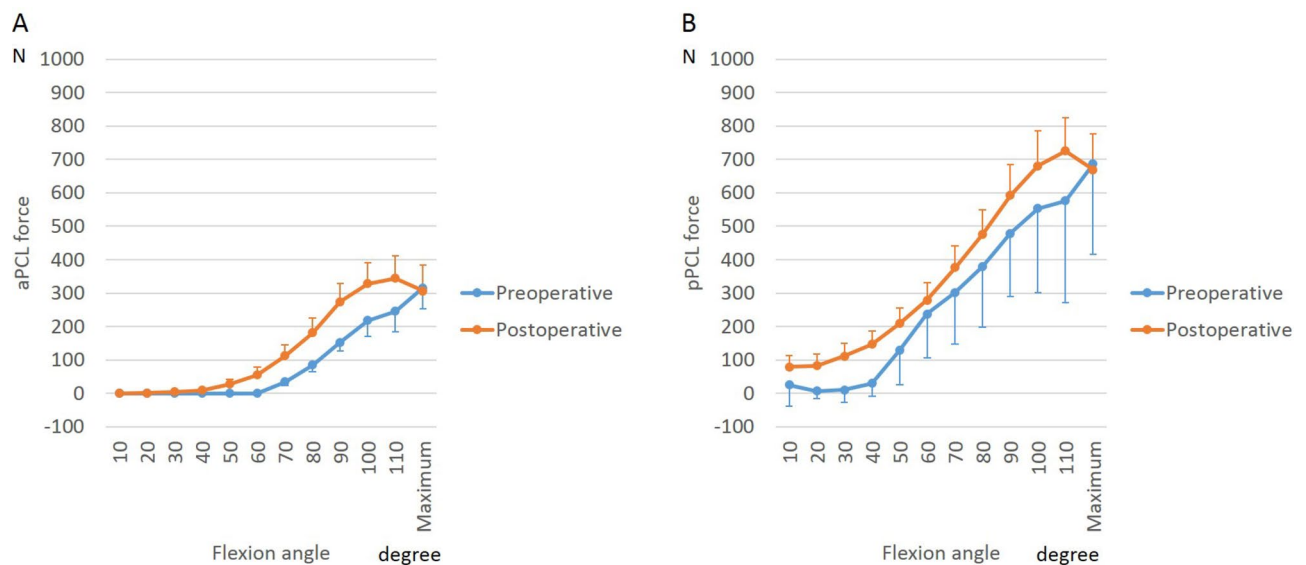 A
N
1000
900
800
700
600
500
400
300
200
100
0
-100
aPCL force
10
20
30
40
50
60
70
80
90
100
110
Maximum
Flexion angle
degree
Preoperative
Postoperative
B
N
1000
900
800
700
600
500
400
300
200
100
0
-100
pPCL force
10
20
30
40
50
60
70
80
90
100
110
Maximum
Flexion angle
degree
Preoperative
Postoperative